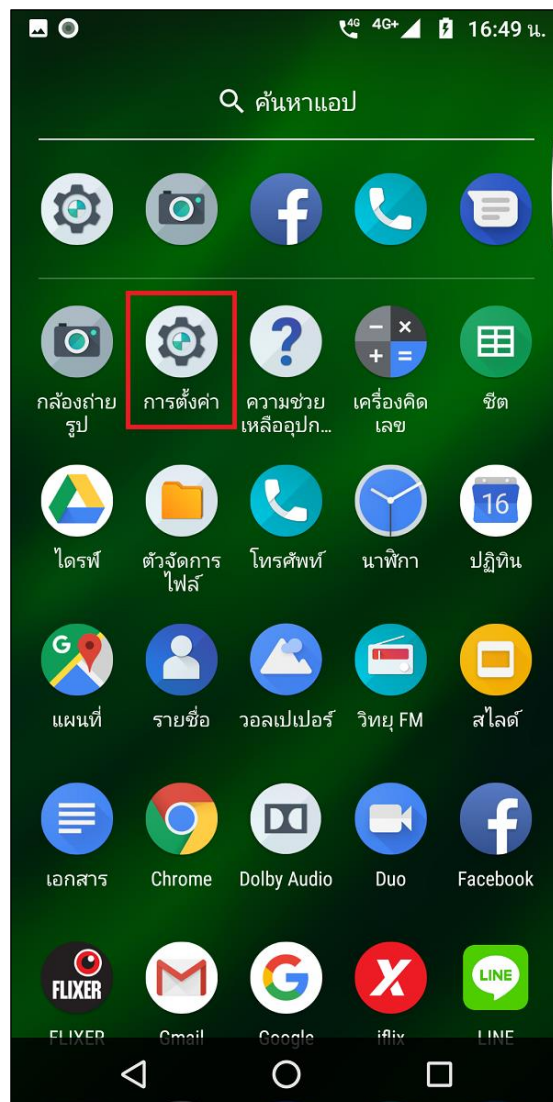 4G 4G+ 16:49 น.
ค้นหาแอป
กล้องถ่าย
รูป
การตั้งค่า
ความช่วย
เหลืออุปก...
เครื่องคิด
เลข
ชีต
16
ไดรฟ์
ตัวจัดการ
ไฟล์
โทรศัพท์
นาฬิกา
ปฏิทิน
G
แผนที่
รายชื่อ
วอลเปเปอร์
วิทยุ FM
สไลด์
เอกสาร
Chrome
Dolby Audio
Duo
Facebook
FLIXER
LINE
FLIXER
Gmail
Google
iflix
LINE